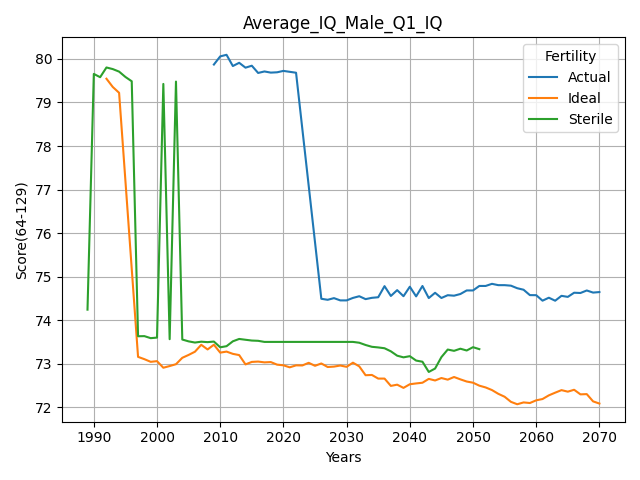 Average_IQ_Male_Q1_IQ
Fertility
Actual
Ideal
Sterile
Score(64-129)
80
79
78
77
76
75
74
73
72
1990 2000 2010 2020 2030 2040 2050 2060 2070
Years